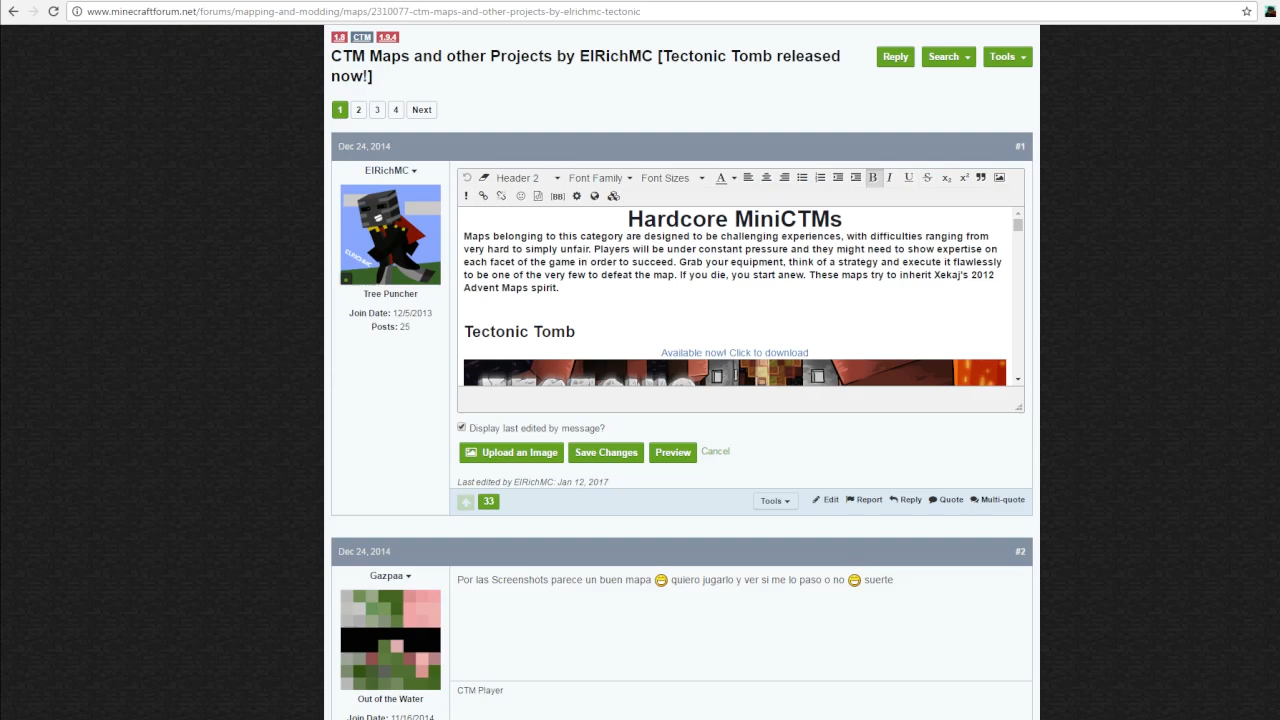 www.minecraftforum.net/forums/mapping-and-modding/maps/2310077-ctm-maps-and-other-projects-by-elrichmc-tectonic
1.8 CTM 1.9.4
CTM Maps and other Projects by ElRichMC [Tectonic Tomb released
now!]
Reply Search Tools
1 2 3 4 Next
Dec 24, 2014 #1
ElRichMC
Tree Puncher
Join Date: 12/5/2013
Posts: 25
Header 2 Font Family Font Sizes A B I U S x₂ x²
[BB]
Hardcore MiniCTMs
Maps belonging to this category are designed to be challenging experiences, with difficulties ranging from
very hard to simply unfair. Players will be under constant pressure and they might need to show expertise on
each facet of the game in order to succeed. Grab your equipment, think of a strategy and execute it flawlessly
to be one of the very few to defeat the map. If you die, you start anew. These maps try to inherit Xekaj's 2012
Advent Maps spirit.
Tectonic Tomb
Available now! Click to download
Display last edited by message?
Upload an Image Save Changes Preview Cancel
Last edited by ElRichMC: Jan 12, 2017
33 Tools Edit Report Reply Quote Multi-quote
Dec 24, 2014 #2
Gazpaa
Out of the Water
Join Date: 11/16/2014
Por las Screenshots parece un buen mapa quiero jugarlo y ver si me lo paso o no suerte
CTM Player